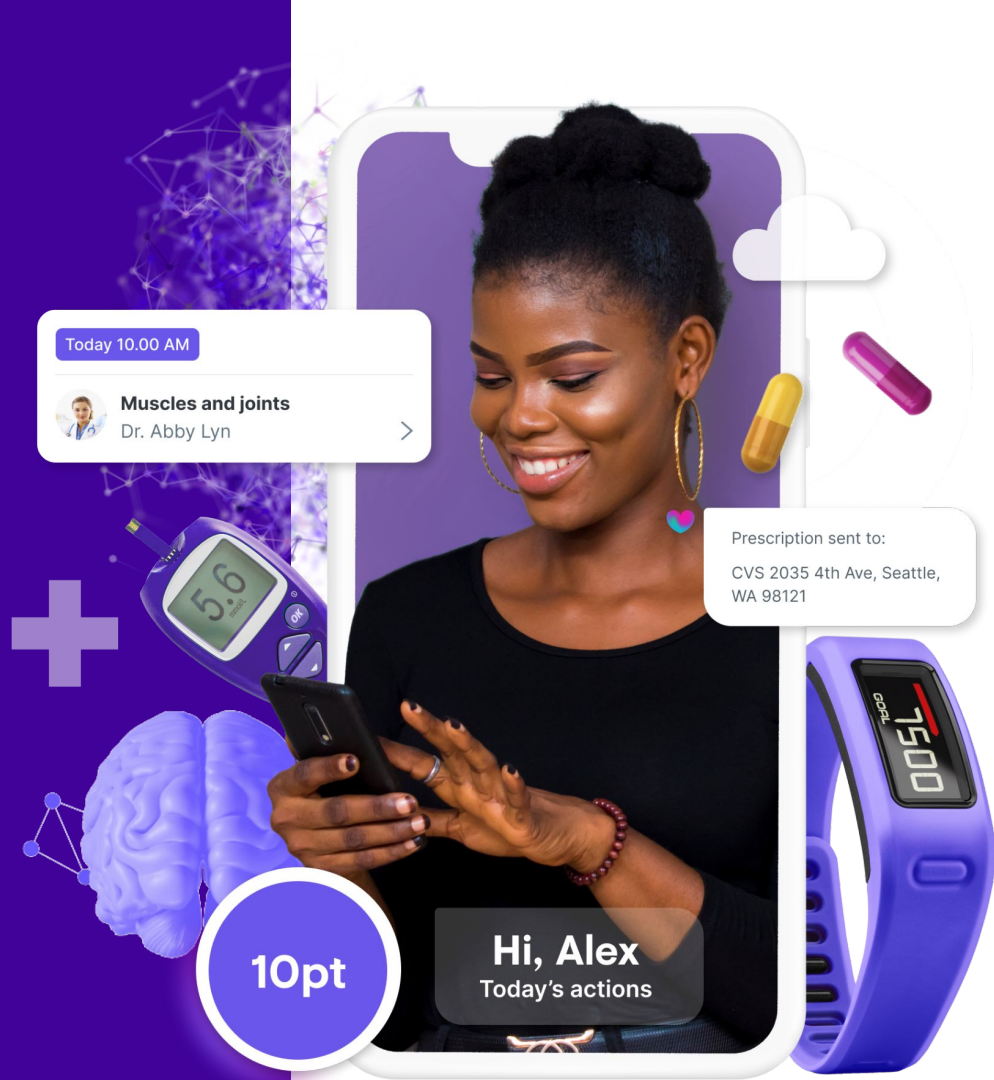 Today 10.00 AM
Muscles and joints
Dr. Abby Lyn
Prescription sent to:
CVS 2035 4th Ave, Seattle,
WA 98121
5.6
mmol/L
OK
GOAL
7500
10pt
Hi, Alex
Today’s actions